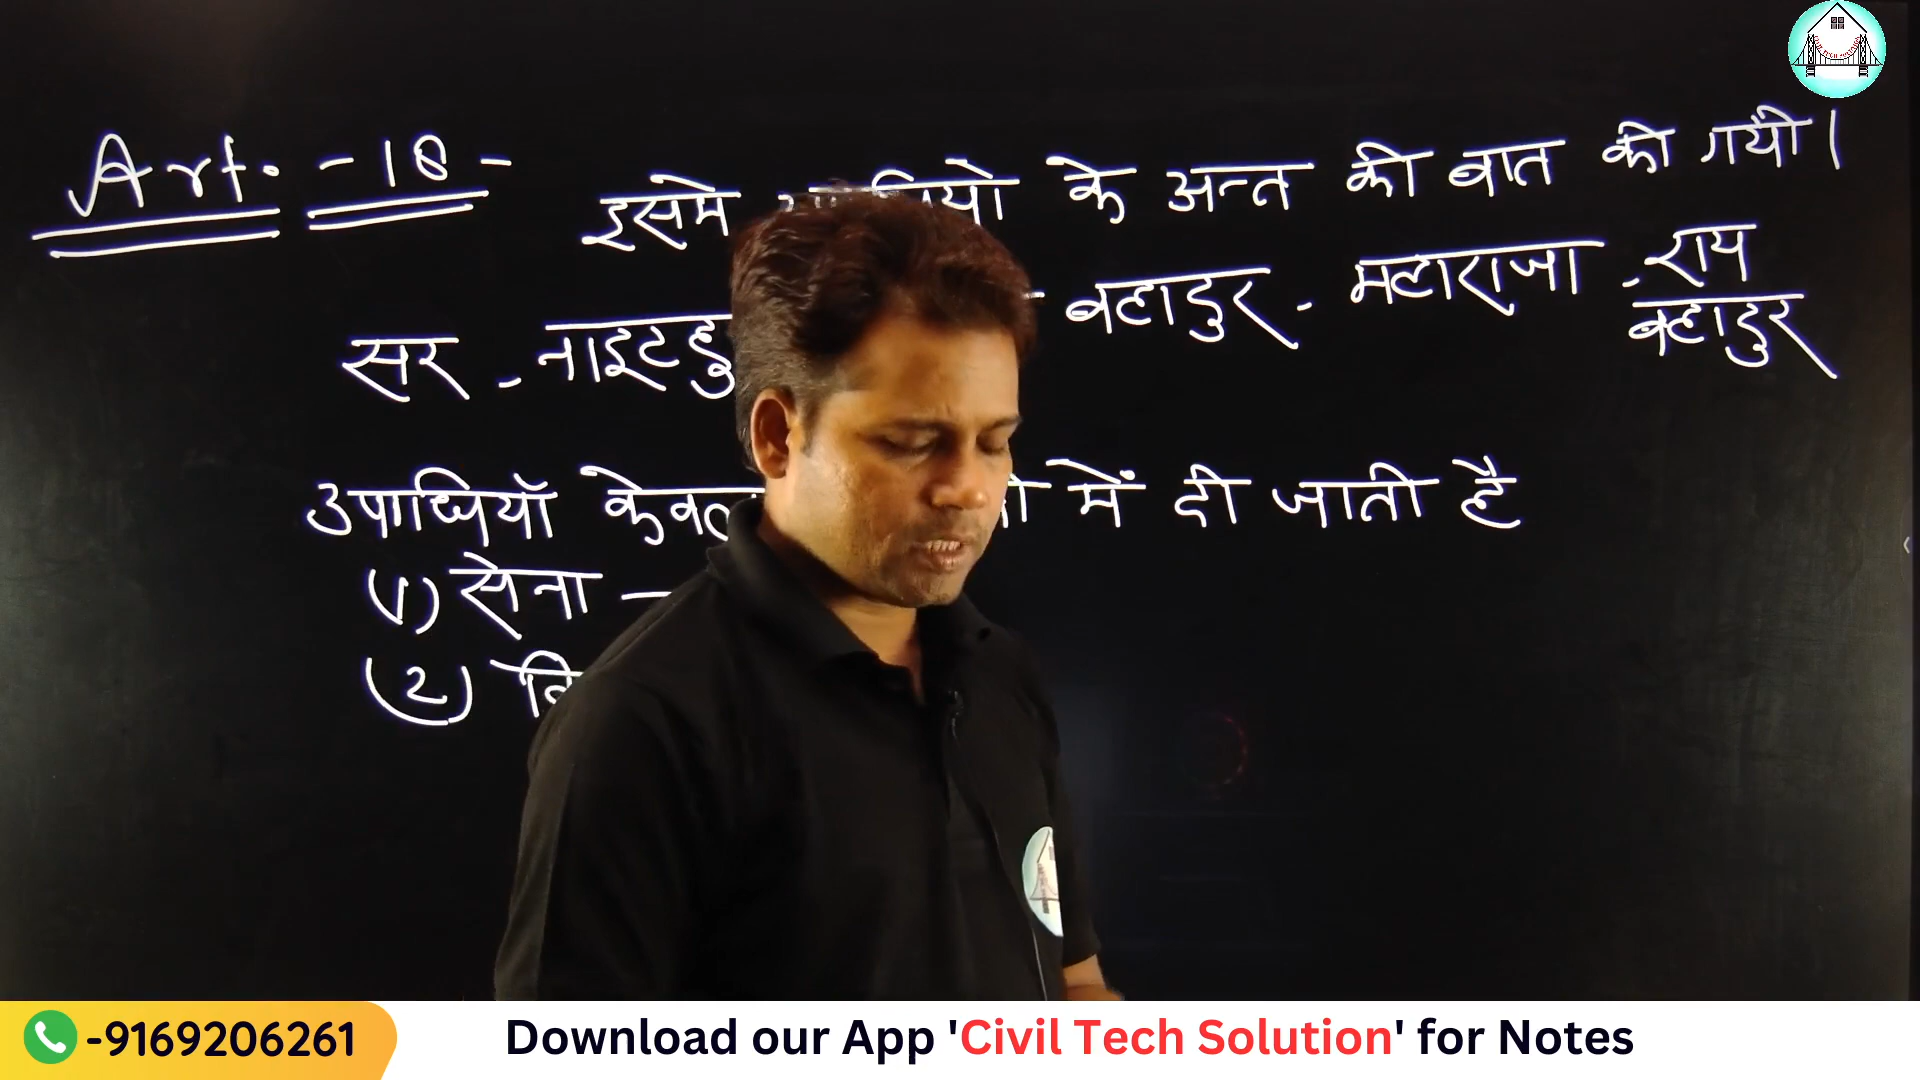 Art. - 18 - इसमे के अन्त की बात की गयी।
सर - नाइटहु बहादुर - महाराजा - राय बहादुर
उपाधियाँ में दी जाती है
(1) सेना -
(2)
-9169206261
Download our App 'Civil Tech Solution' for Notes